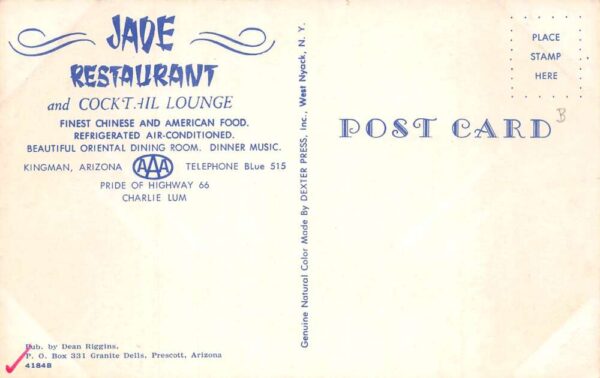 JADE
RESTAURANT
and COCKTAIL LOUNGE
FINEST CHINESE AND AMERICAN FOOD.
REFRIGERATED AIR-CONDITIONED.
BEAUTIFUL ORIENTAL DINING ROOM. DINNER MUSIC.
KINGMAN, ARIZONA AAA TELEPHONE Blue 515
PRIDE OF HIGHWAY 66
CHARLIE LUM
Pub. by Dean Riggins,
P. O. Box 331 Granite Dells, Prescott, Arizona
4184B
Genuine Natural Color Made By DEXTER PRESS, Inc., West Nyack, N. Y.
POST CARD
B
PLACE
STAMP
HERE